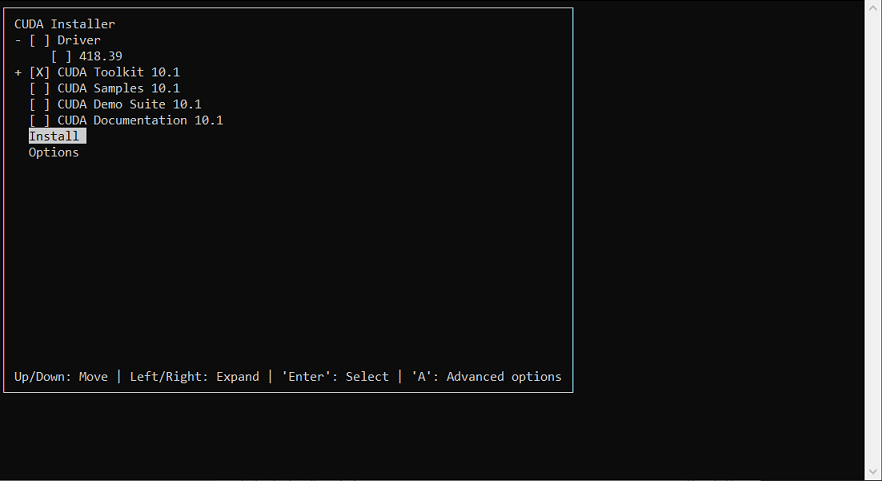 CUDA Installer
- [ ] Driver
[ ] 418.39
+ [X] CUDA Toolkit 10.1
[ ] CUDA Samples 10.1
[ ] CUDA Demo Suite 10.1
[ ] CUDA Documentation 10.1
Install
Options
Up/Down: Move | Left/Right: Expand | 'Enter': Select | 'A': Advanced options